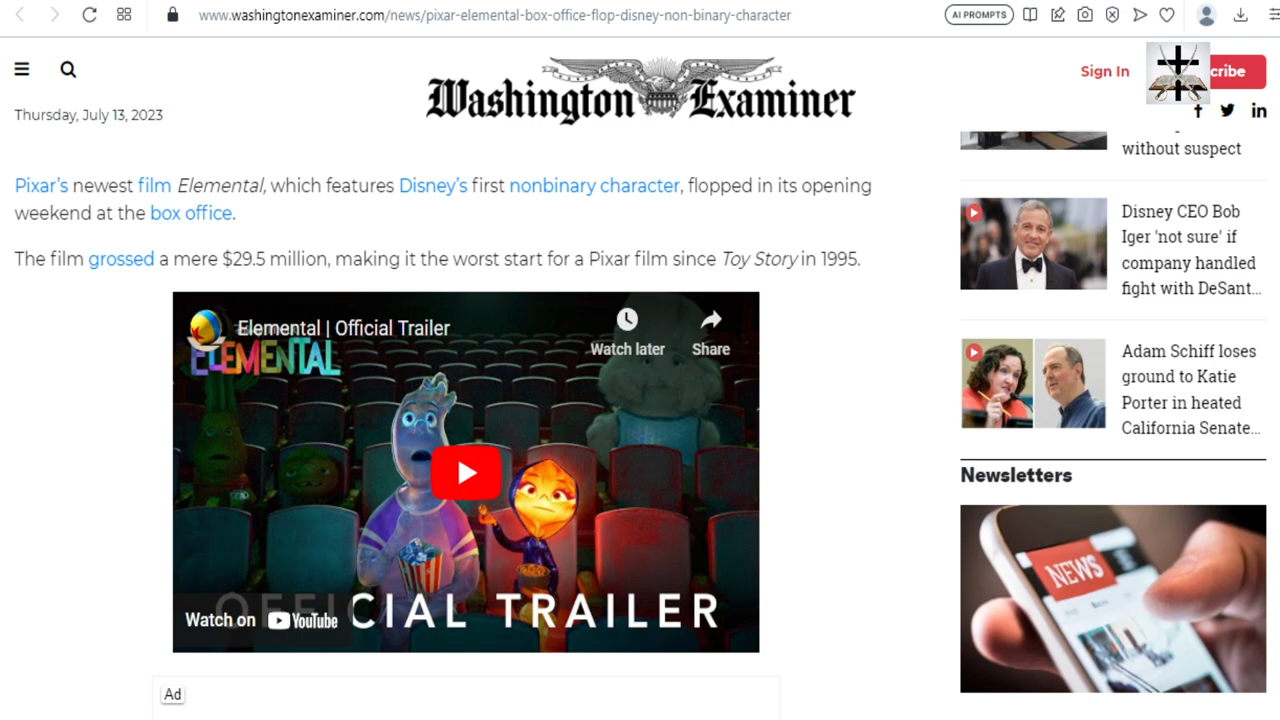 www.washingtonexaminer.com/news/pixar-elemental-box-office-flop-disney-non-binary-character
AI PROMPTS
Washington Examiner
Sign In
cribe
Thursday, July 13, 2023
Pixar's newest film Elemental, which features Disney's first nonbinary character, flopped in its opening
weekend at the box office.
The film grossed a mere $29.5 million, making it the worst start for a Pixar film since Toy Story in 1995.
Elemental | Official Trailer
Watch later
Share
ELEMENTAL
OFFICIAL TRAILER
Watch on YouTube
Ad
without suspect
Disney CEO Bob
Iger 'not sure' if
company handled
fight with DeSant...
Adam Schiff loses
ground to Katie
Porter in heated
California Senate...
Newsletters
NEWS